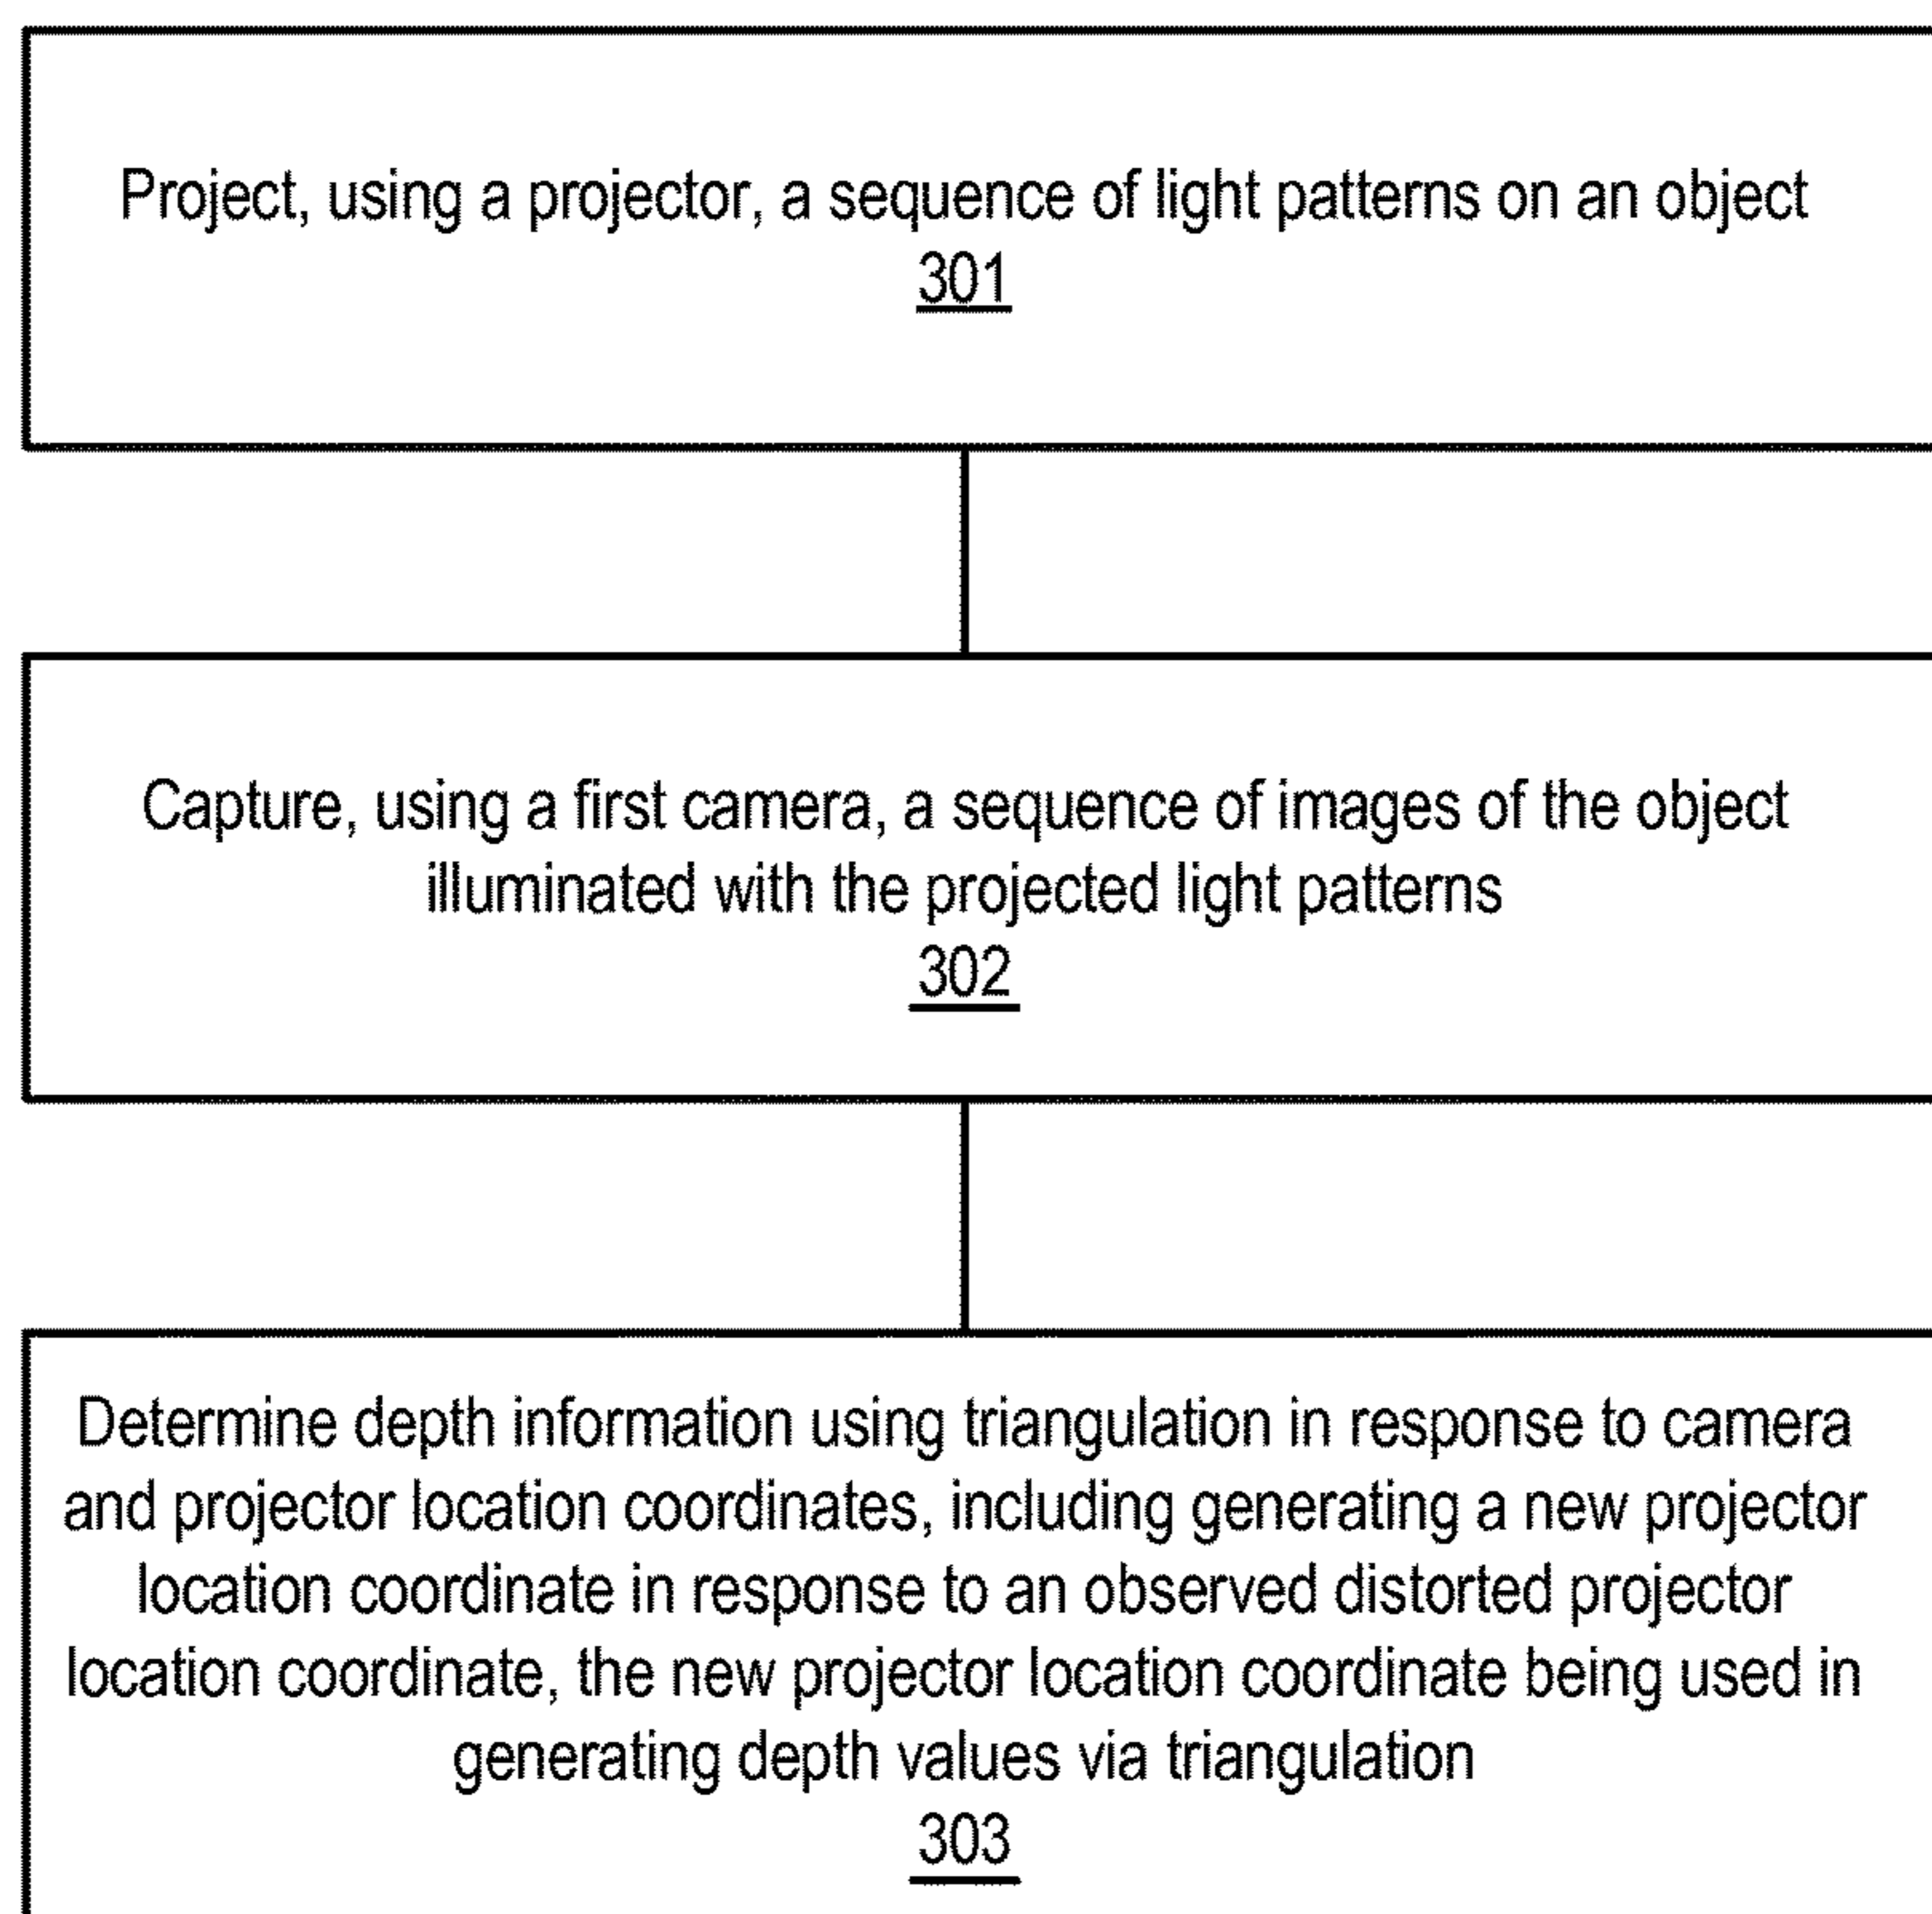 Project, using a projector, a sequence of light patterns on an object
301
Capture, using a first camera, a sequence of images of the object
illuminated with the projected light patterns
302
Determine depth information using triangulation in response to camera
and projector location coordinates, including generating a new projector
location coordinate in response to an observed distorted projector
location coordinate, the new projector location coordinate being used in
generating depth values via triangulation
303